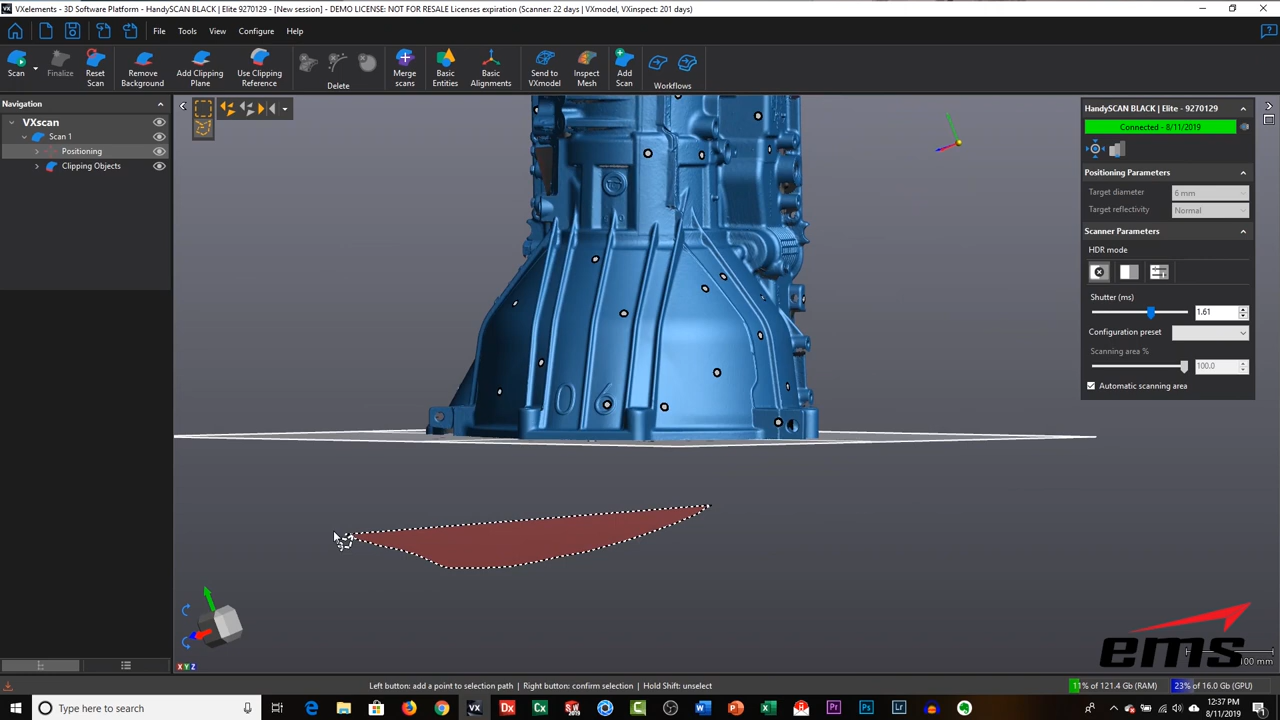 VXelements - 3D Software Platform - HandySCAN BLACK | Elite 9270129 - [New session] - DEMO LICENSE: NOT FOR RESALE Licenses expiration (Scanner: 22 days | VXmodel, VXinspect: 201 days)
File Tools View Configure Help
Scan Finalize Reset Scan Remove Background Add Clipping Plane Use Clipping Reference Delete Merge scans Basic Entities Basic Alignments Send to VXmodel Inspect Mesh Add Scan Workflows
Navigation
VXscan
Scan 1
Positioning
Clipping Objects
HandySCAN BLACK | Elite - 9270129
Connected - 8/11/2019
Positioning Parameters
Target diameter 6 mm
Target reflectivity Normal
Scanner Parameters
HDR mode
Shutter (ms)
1.61
Configuration preset
Scanning area %
100.0
Automatic scanning area
06
ems
100 mm
XYZ
Left button: add a point to selection path | Right button: confirm selection | Hold Shift: unselect
11% of 121.4 Gb (RAM) 23% of 16.0 Gb (GPU)
Type here to search
12:37 PM
8/11/2019